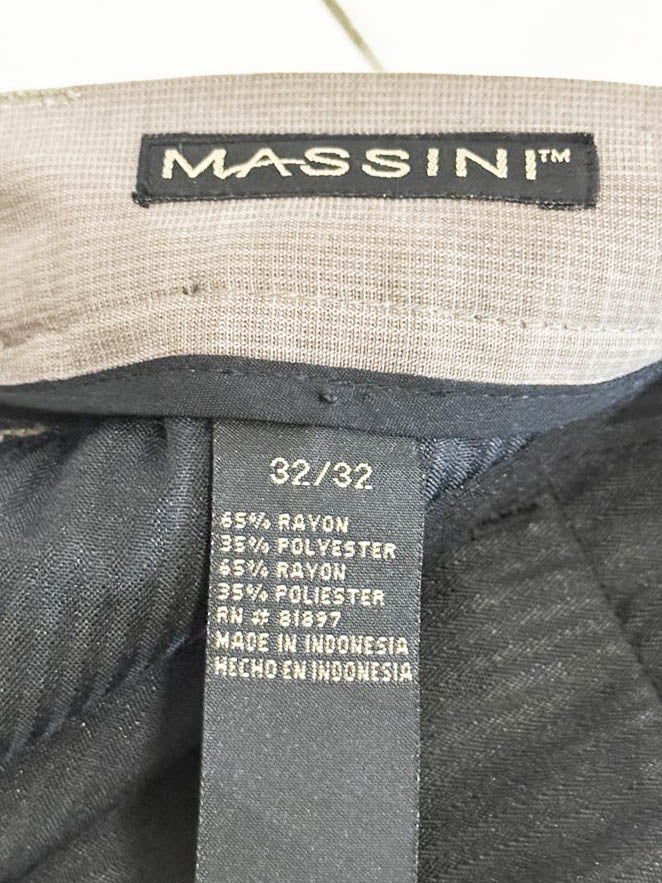 MASSINI™
32/32
65% RAYON
35% POLYESTER
65% RAYON
35% POLIESTER
RN # 81897
MADE IN INDONESIA
HECHO EN INDONESIA